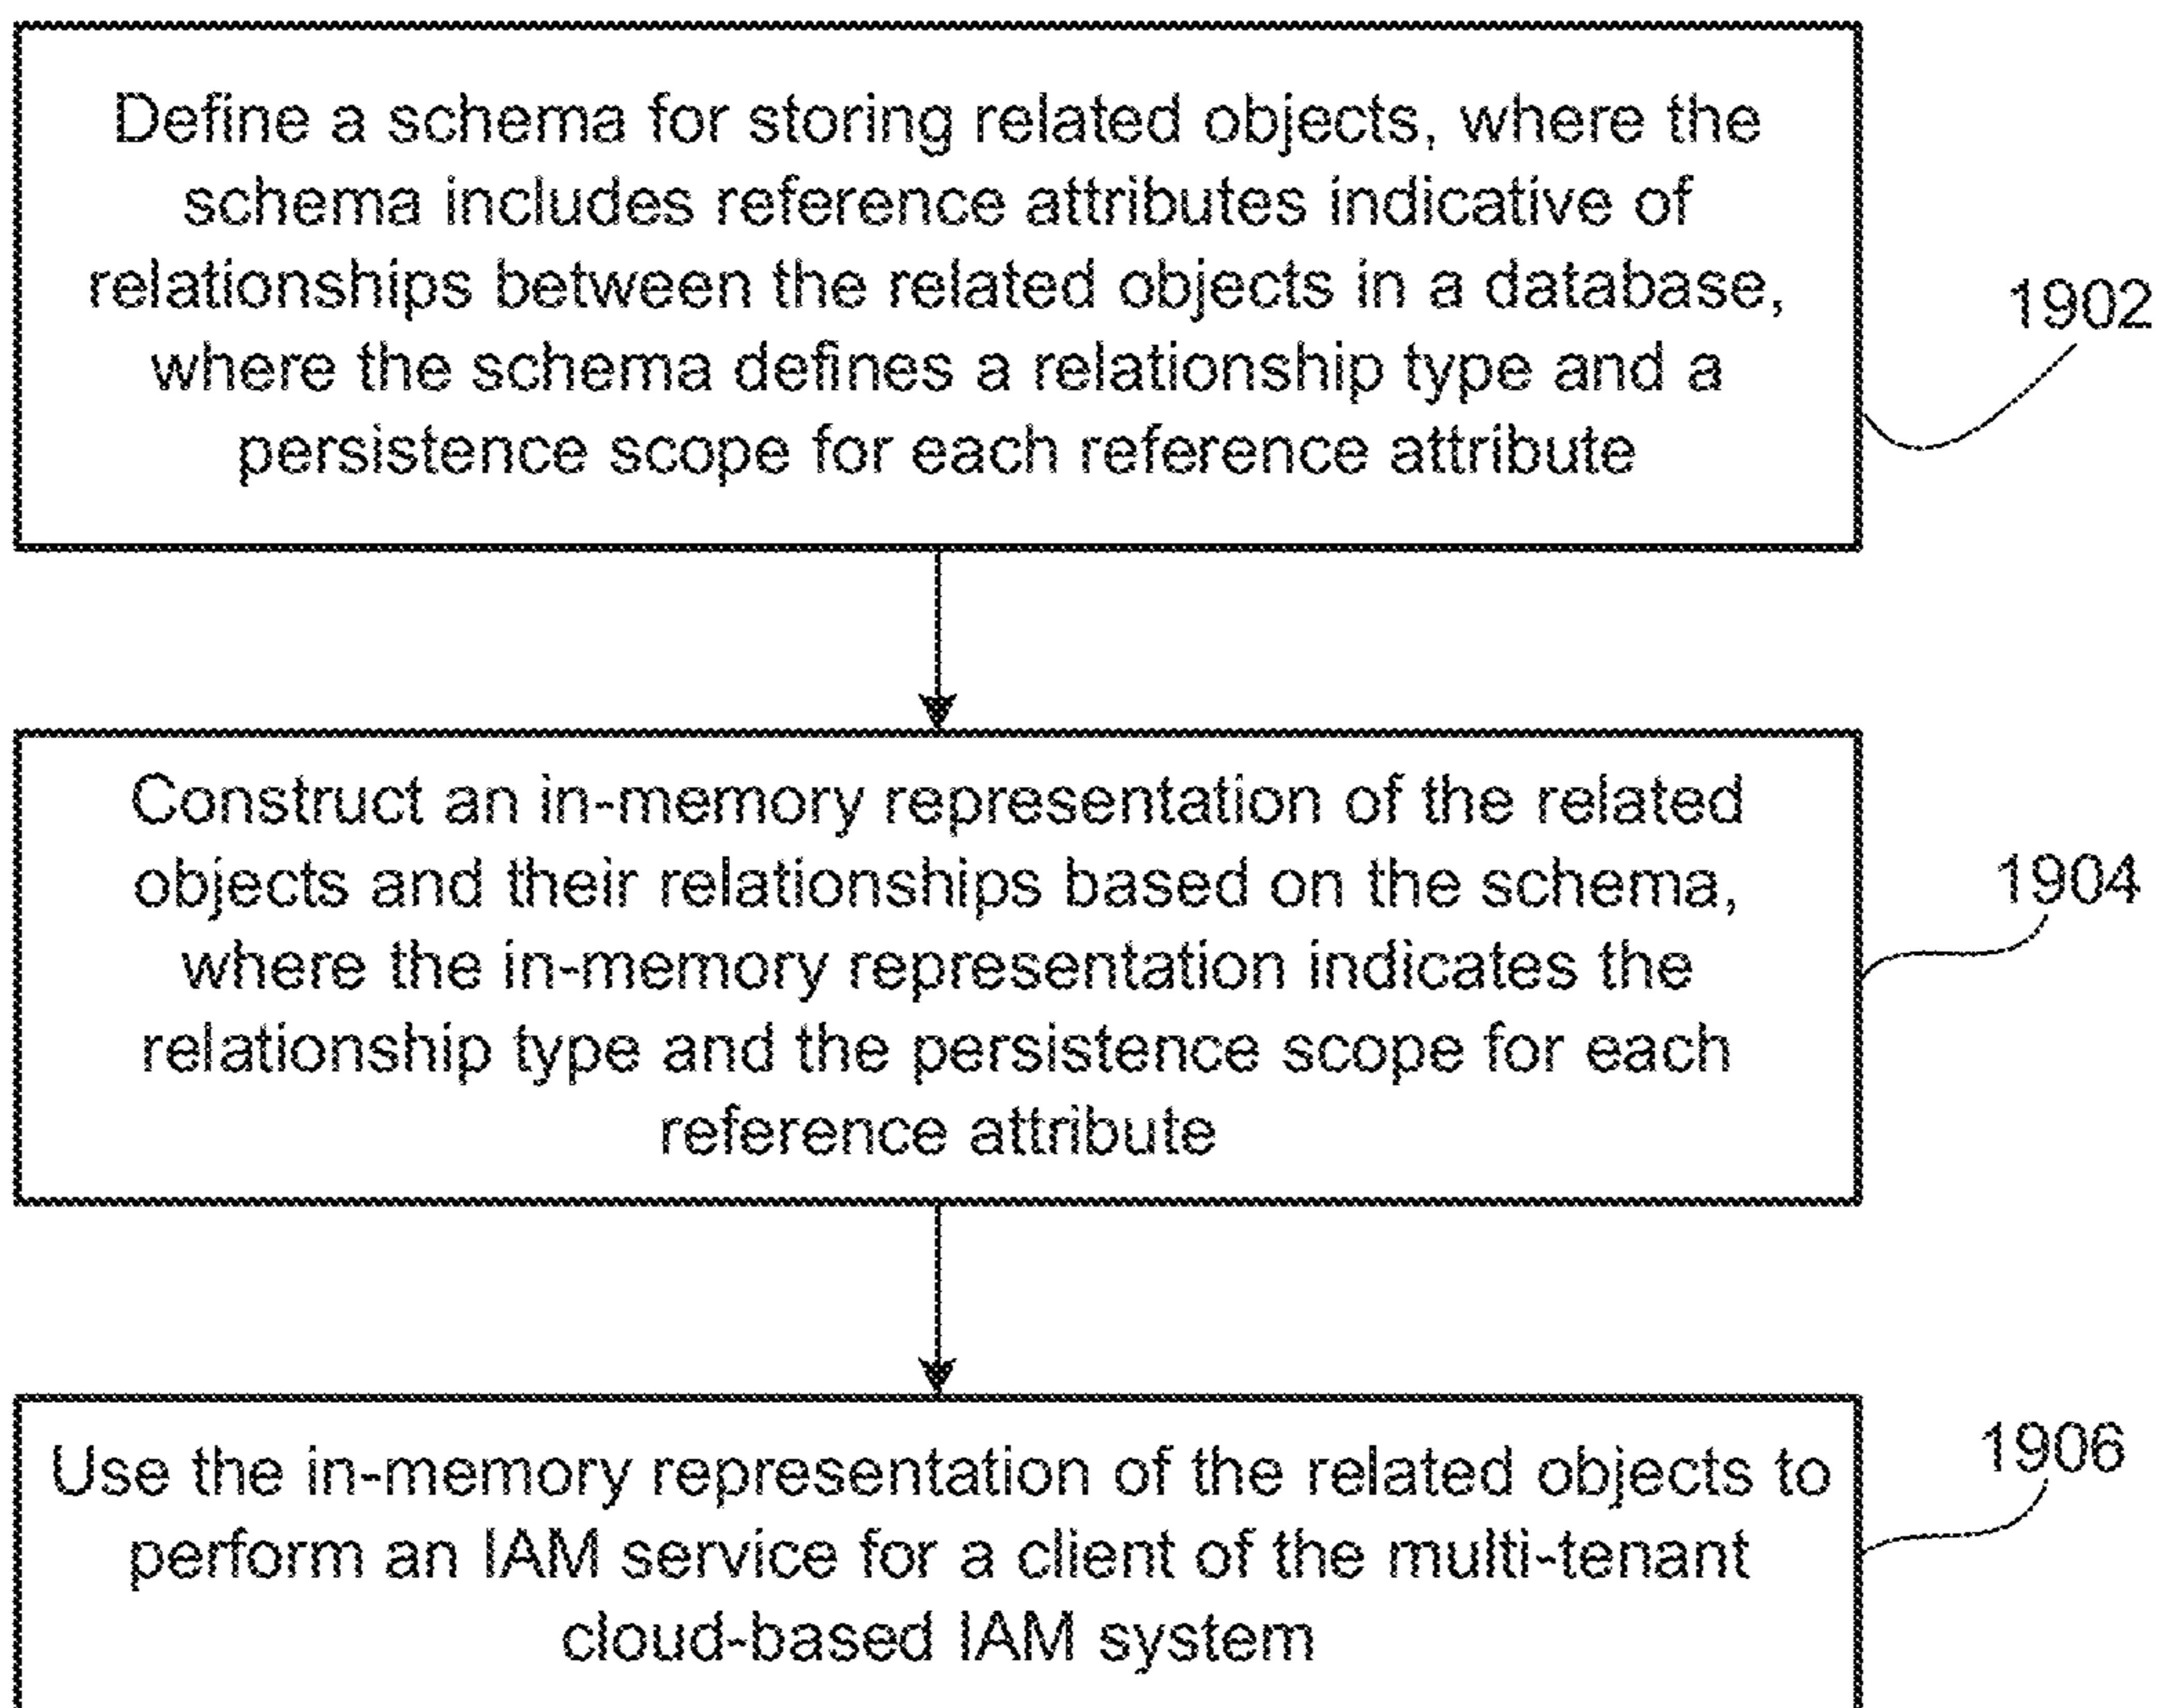 Define a schema for storing related objects, where the
schema includes reference attributes indicative of
relationships between the related objects in a database,
where the schema defines a relationship type and a
persistence scope for each reference attribute
1902
Construct an in-memory representation of the related
objects and their relationships based on the schema,
where the in-memory representation indicates the
relationship type and the persistence scope for each
reference attribute
1904
Use the in-memory representation of the related objects to
perform an IAM service for a client of the multi-tenant
cloud-based IAM system
1906